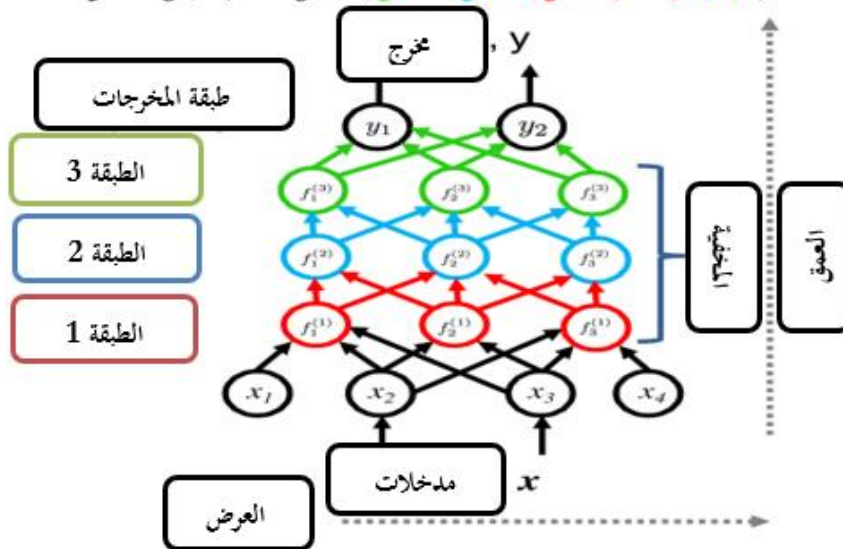 مخرج , y
طبقة المخرجات
y₁ y₂
الطبقة 3
f₁⁽³⁾ f₂⁽³⁾ f₃⁽³⁾
الطبقة 2
f₁⁽²⁾ f₂⁽²⁾ f₃⁽²⁾
المخفية
العمق
الطبقة 1
f₁⁽¹⁾ f₂⁽¹⁾ f₃⁽¹⁾
x₁ x₂ x₃ x₄
مدخلات x
العرض